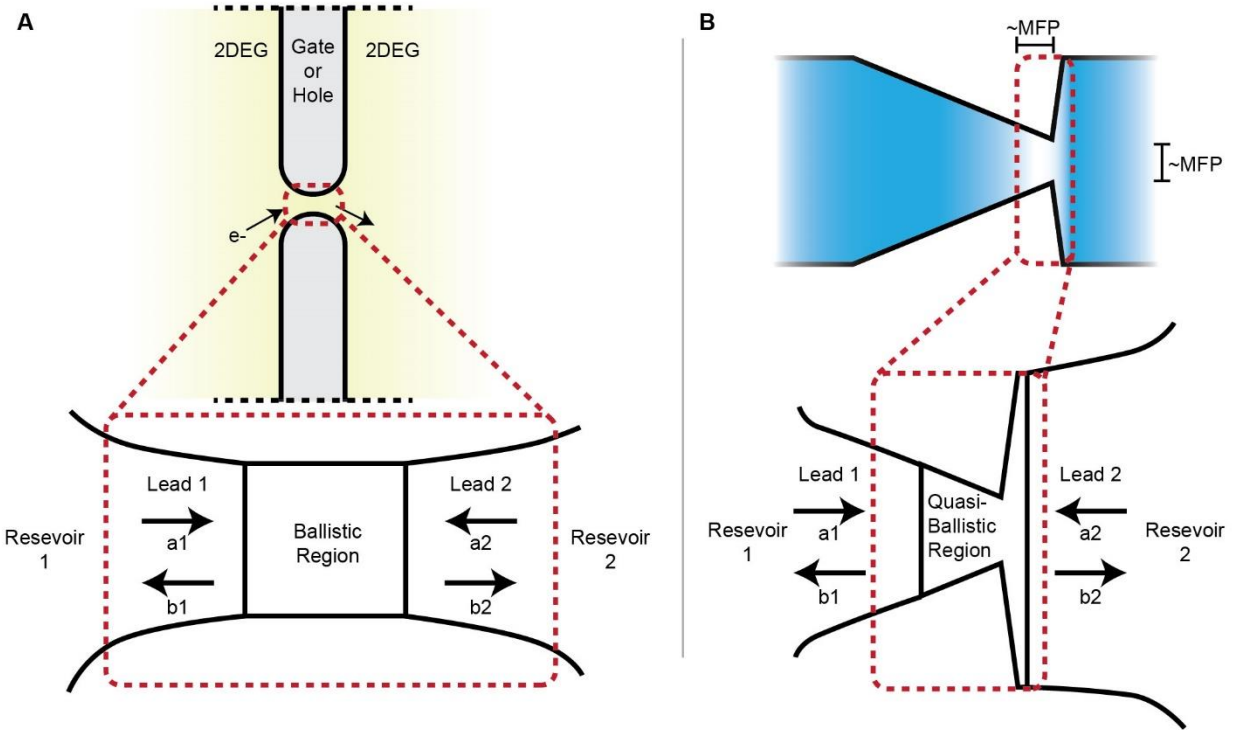 A
2DEG
Gate
or
Hole
2DEG
e-
Lead 1
a1
b1
Resevoir
1
Ballistic
Region
Lead 2
a2
b2
Resevoir
2
B
~MFP
~MFP
Lead 1
a1
b1
Resevoir
1
Quasi-
Ballistic
Region
Lead 2
a2
b2
Resevoir
2